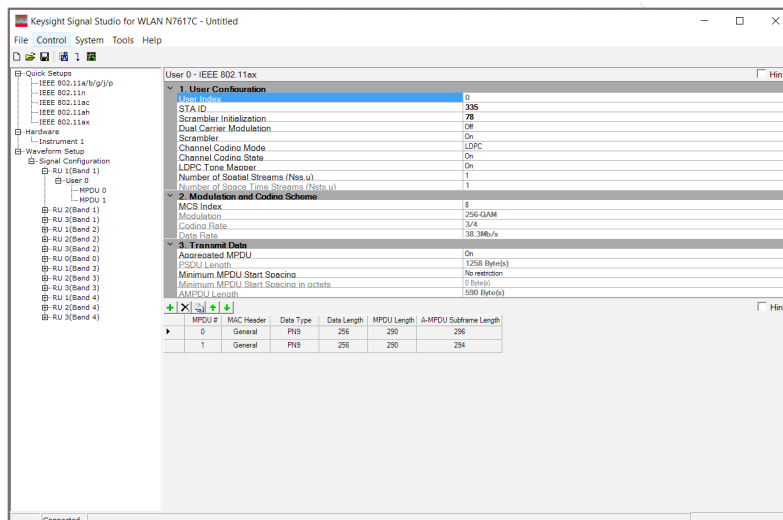 Keysight Signal Studio for WLAN N7617C - Untitled
File Control System Tools Help
Quick Setups
IEEE 802.11a/b/g/j/p
IEEE 802.11n
IEEE 802.11ac
IEEE 802.11ah
IEEE 802.11ax
Hardware
Instrument 1
Waveform Setup
Signal Configuration
RU 1(Band 1)
User 0
MPDU 0
MPDU 1
RU 2(Band 1)
RU 3(Band 1)
RU 1(Band 2)
RU 2(Band 2)
RU 3(Band 2)
RU 0(Band 0)
RU 1(Band 3)
RU 2(Band 3)
RU 3(Band 3)
RU 1(Band 4)
RU 2(Band 4)
RU 3(Band 4)
User 0 - IEEE 802.11ax Hin
1. User Configuration
User Index 0
STA ID 335
Scrambler Initialization 78
Dual Carrier Modulation Off
Scrambler On
Channel Coding Mode LDPC
Channel Coding State On
LDPC Tone Mapper On
Number of Spatial Streams (Nss,u) 1
Number of Space Time Streams (Nsts,u) 1
2. Modulation and Coding Scheme
MCS Index 8
Modulation 256-QAM
Coding Rate 3/4
Data Rate 38.3Mb/s
3. Transmit Data
Aggregated MPDU On
PSDU Length 1258 Byte(s)
Minimum MPDU Start Spacing No restriction
Minimum MPDU Start Spacing in octets 0 Byte(s)
AMPDU Length 590 Byte(s)
Hin
MPDU # MAC Header Data Type Data Length MPDU Length A-MPDU Subframe Length
0 General PN9 256 290 296
1 General PN9 256 290 294
Connected